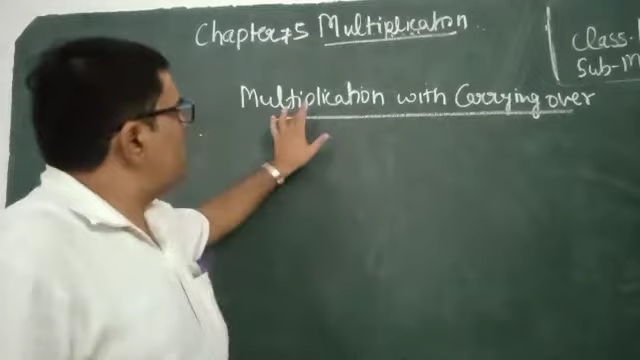 Chapter=5 Multiplication
Class.
Sub-M
Multiplication with Carrying over